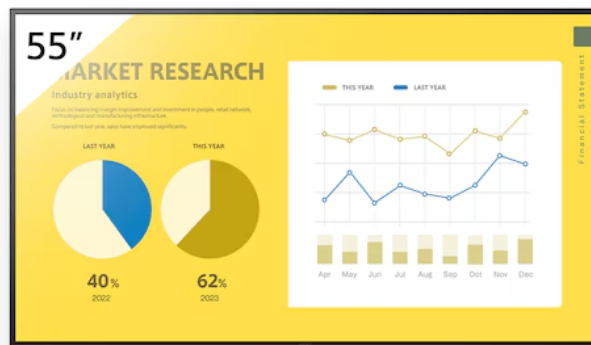 55”
MARKET RESEARCH
Industry analytics
Focus on balancing margin improvement and investment in people, retail network,
technological and manufacturing infrastructure.
Compared to last year, sales have improved significantly.
LAST YEAR
THIS YEAR
40%
2022
62%
2023
THIS YEAR
LAST YEAR
Apr May Jun Jul Aug Sep Oct Nov Dec
Financial Statement